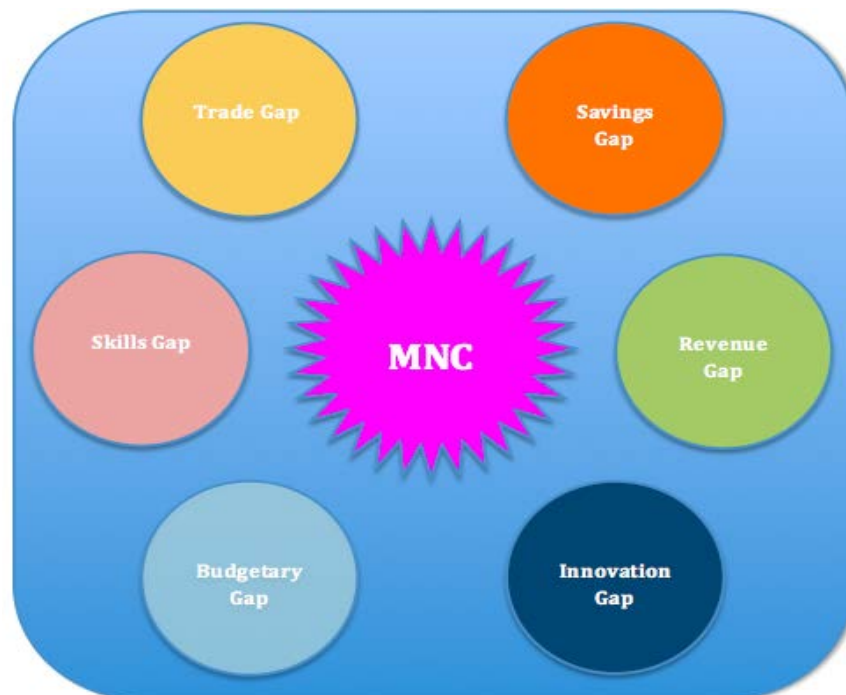 Trade Gap
Savings
Gap
Skills Gap
MNC
Revenue
Gap
Budgetary
Gap
Innovation
Gap